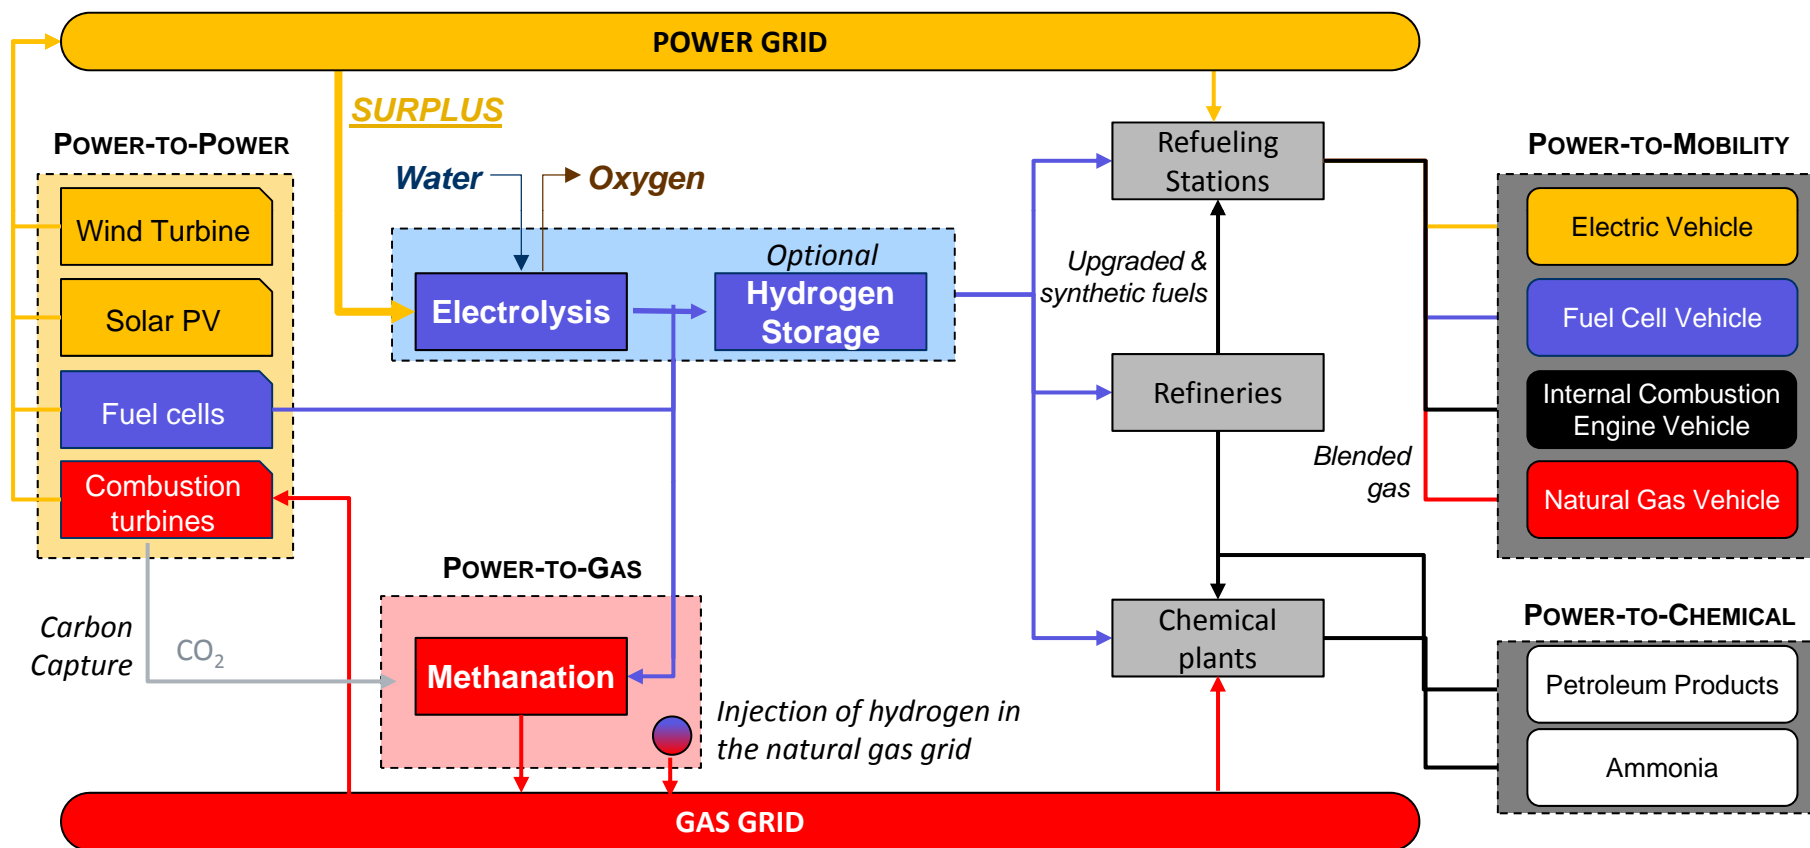 POWER GRID
SURPLUS
POWER-TO-POWER
Wind Turbine
Solar PV
Fuel cells
Combustion
turbines
Water
Oxygen
Optional
Electrolysis
Hydrogen
Storage
Refueling
Stations
Upgraded &
synthetic fuels
Refineries
Blended
gas
Chemical
plants
POWER-TO-MOBILITY
Electric Vehicle
Fuel Cell Vehicle
Internal Combustion
Engine Vehicle
Natural Gas Vehicle
POWER-TO-CHEMICAL
Petroleum Products
Ammonia
POWER-TO-GAS
Carbon
Capture
CO2
Methanation
Injection of hydrogen in
the natural gas grid
GAS GRID